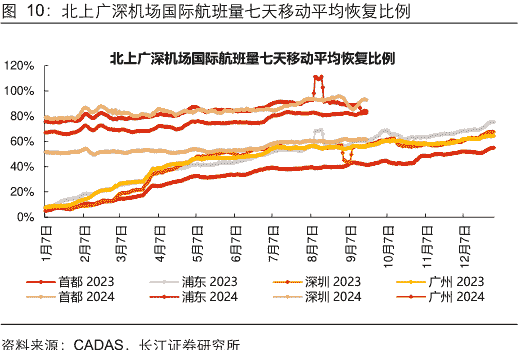 图 10：北上广深机场国际航班量七天移动平均恢复比例
北上广深机场国际航班量七天移动平均恢复比例
120%
100%
80%
60%
40%
20%
0%
1月7日 2月7日 3月7日 4月7日 5月7日 6月7日 7月7日 8月7日 9月7日 10月7日 11月7日 12月7日
首都 2023 浦东 2023 深圳 2023 广州 2023
首都 2024 浦东 2024 深圳 2024 广州 2024
资料来源：CADAS，长江证券研究所